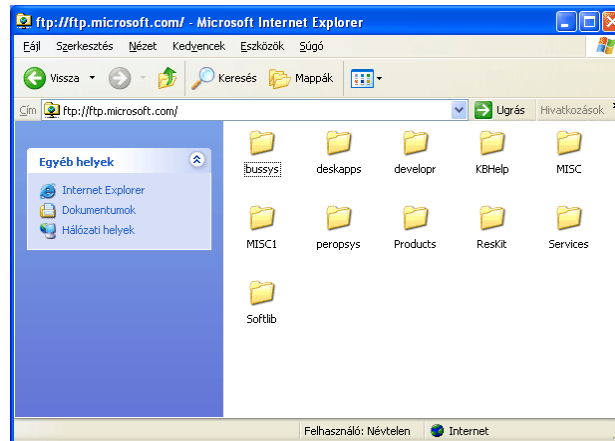 ftp://ftp.microsoft.com/ - Microsoft Internet Explorer
Fájl Szerkesztés Nézet Kedvencek Eszközök Súgó
Vissza Keresés Mappák
Cím ftp://ftp.microsoft.com/ Ugrás Hivatkozások
Egyéb helyek
Internet Explorer
Dokumentumok
Hálózati helyek
bussys deskapps developr KBHelp MISC
MISC1 peropsys Products ResKit Services
Softlib
Felhasználó: Névtelen Internet